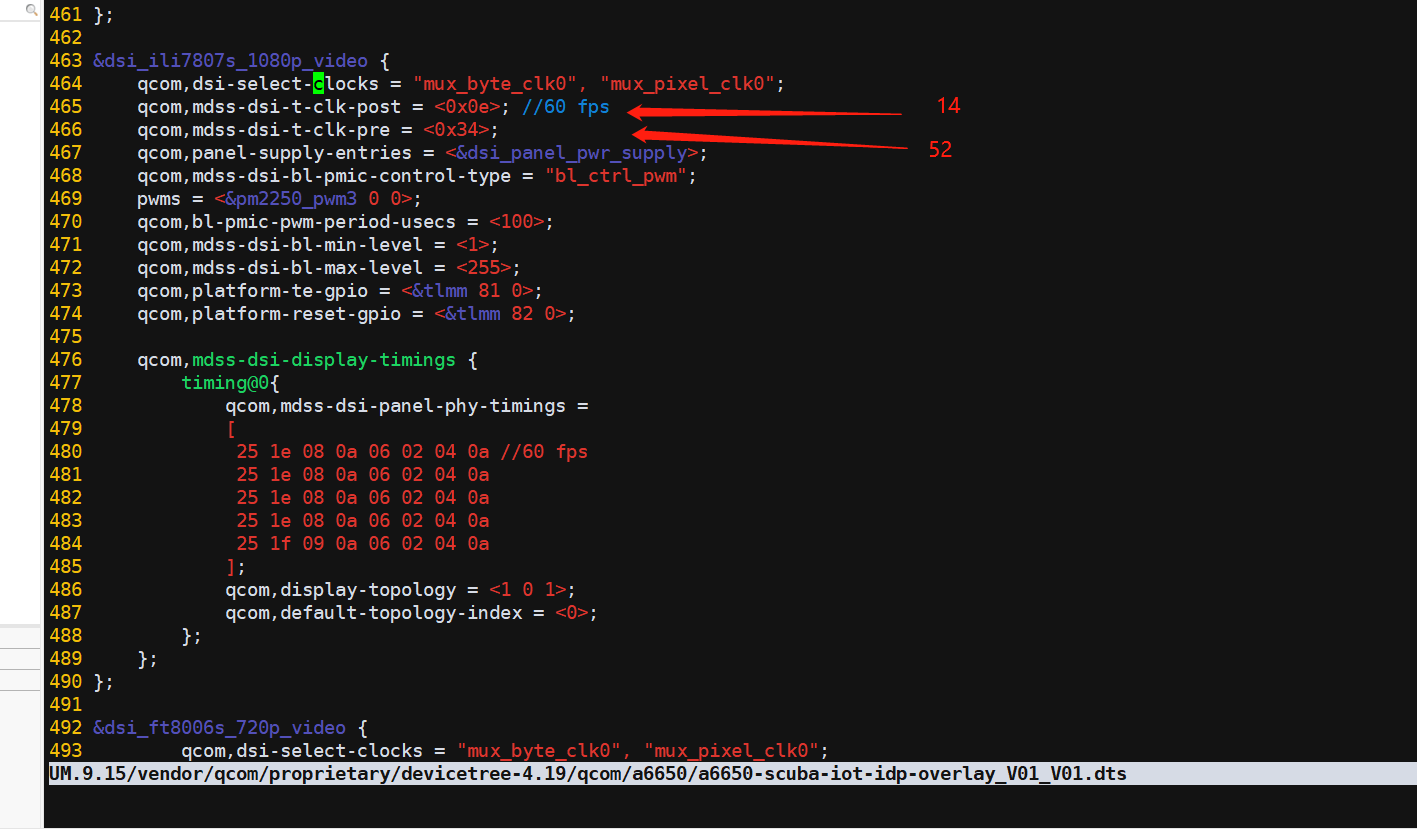 461 };
462
463 &dsi_ili7807s_1080p_video {
464     qcom,dsi-select-clocks = "mux_byte_clk0", "mux_pixel_clk0";
465     qcom,mdss-dsi-t-clk-post = <0x0e>; //60 fps 14
466     qcom,mdss-dsi-t-clk-pre = <0x34>; 52
467     qcom,panel-supply-entries = <&dsi_panel_pwr_supply>;
468     qcom,mdss-dsi-bl-pmic-control-type = "bl_ctrl_pwm";
469     pwms = <&pm2250_pwm3 0 0>;
470     qcom,bl-pmic-pwm-period-usecs = <100>;
471     qcom,mdss-dsi-bl-min-level = <1>;
472     qcom,mdss-dsi-bl-max-level = <255>;
473     qcom,platform-te-gpio = <&tlmm 81 0>;
474     qcom,platform-reset-gpio = <&tlmm 82 0>;
475
476     qcom,mdss-dsi-display-timings {
477         timing@0{
478             qcom,mdss-dsi-panel-phy-timings =
479             [
480              25 1e 08 0a 06 02 04 0a //60 fps
481              25 1e 08 0a 06 02 04 0a
482              25 1e 08 0a 06 02 04 0a
483              25 1e 08 0a 06 02 04 0a
484              25 1f 09 0a 06 02 04 0a
485             ];
486             qcom,display-topology = <1 0 1>;
487             qcom,default-topology-index = <0>;
488         };
489     };
490 };
491
492 &dsi_ft8006s_720p_video {
493         qcom,dsi-select-clocks = "mux_byte_clk0", "mux_pixel_clk0";
UM.9.15/vendor/qcom/proprietary/devicetree-4.19/qcom/a6650/a6650-scuba-iot-idp-overlay_V01_V01.dts